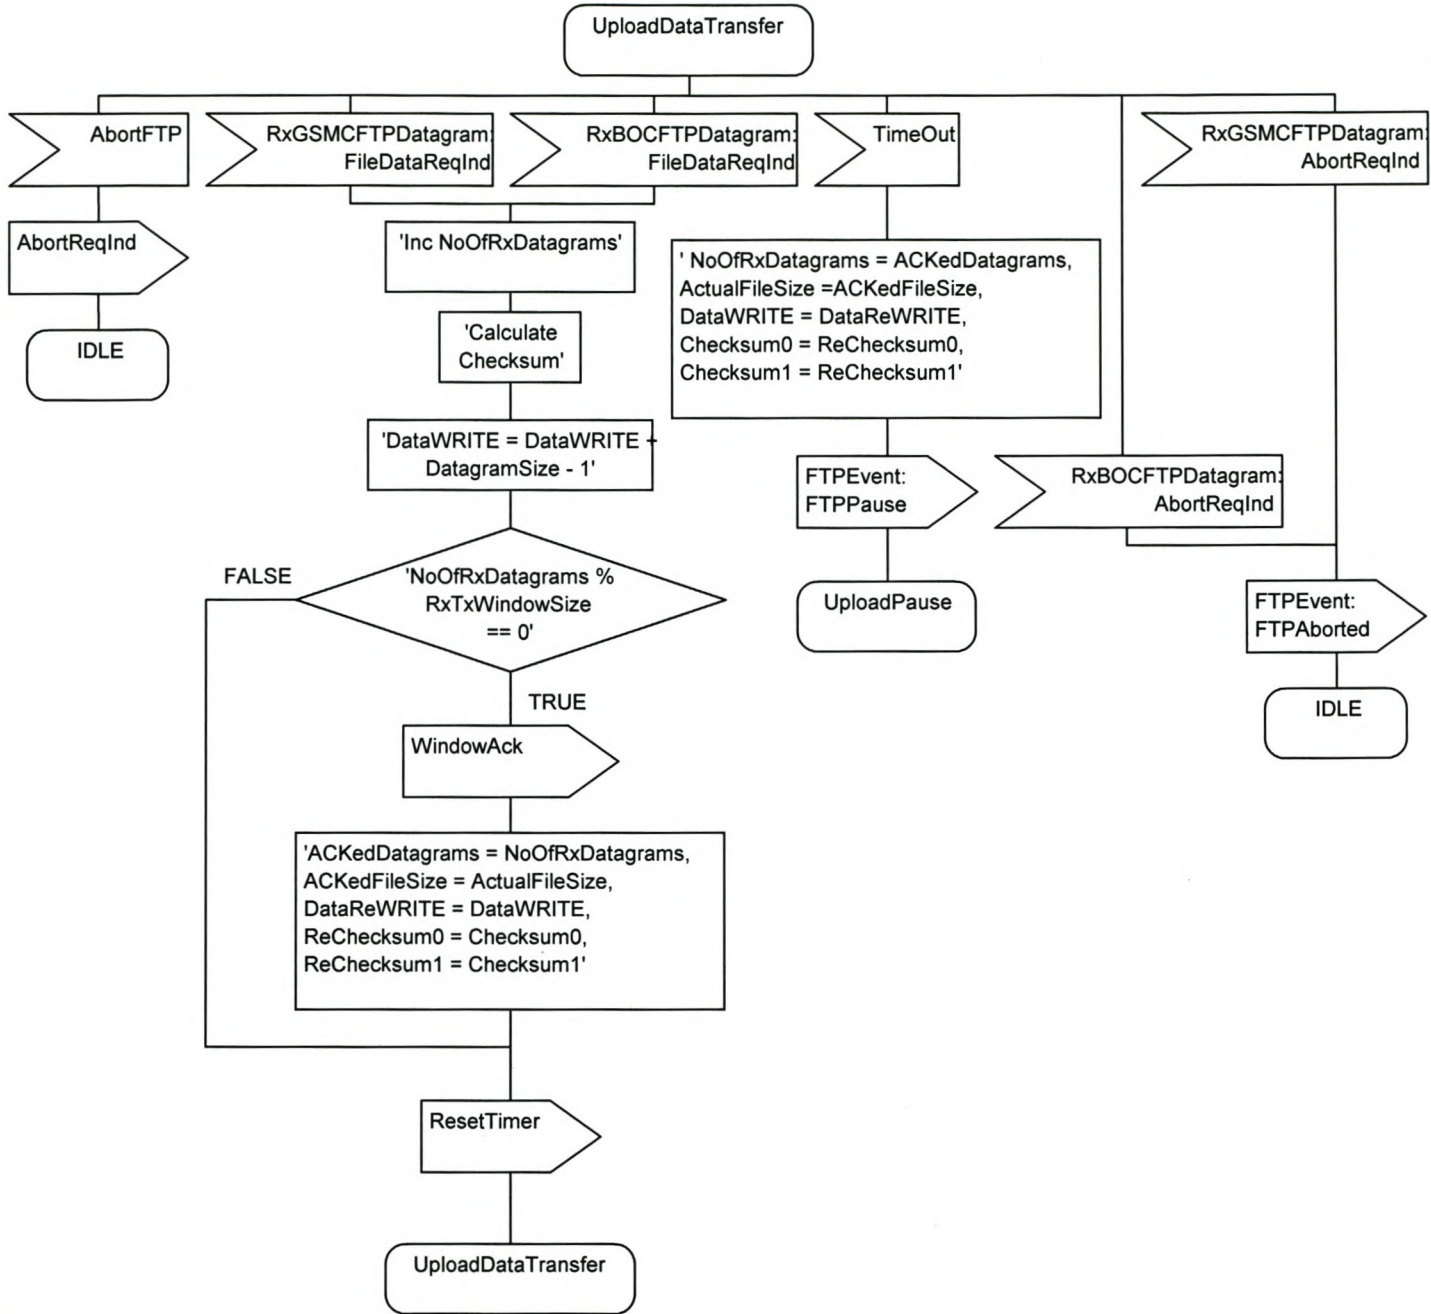 UploadDataTransfer
AbortFTP
RxGSMCFTPDatagram:
FileDataReqInd
RxBOCFTPDatagram:
FileDataReqInd
TimeOut
RxGSMCFTPDatagram:
AbortReqInd
AbortReqInd
IDLE
'Inc NoOfRxDatagrams'
'Calculate
Checksum'
'DataWRITE = DataWRITE +
DatagramSize - 1'
' NoOfRxDatagrams = ACKedDatagrams,
ActualFileSize =ACKedFileSize,
DataWRITE = DataReWRITE,
Checksum0 = ReChecksum0,
Checksum1 = ReChecksum1'
FTPEvent:
FTPPause
UploadPause
RxBOCFTPDatagram:
AbortReqInd
FTPEvent:
FTPAborted
IDLE
FALSE
'NoOfRxDatagrams %
RxTxWindowSize
== 0'
TRUE
WindowAck
'ACKedDatagrams = NoOfRxDatagrams,
ACKedFileSize = ActualFileSize,
DataReWRITE = DataWRITE,
ReChecksum0 = Checksum0,
ReChecksum1 = Checksum1'
ResetTimer
UploadDataTransfer